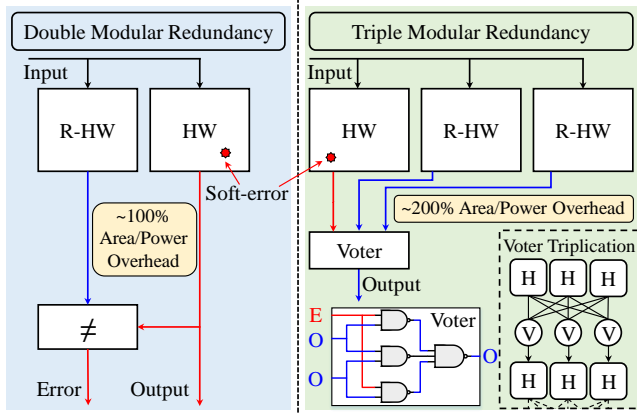 Double Modular Redundancy
Input
R-HW
HW
Soft-error
~100%
Area/Power
Overhead
≠
Error
Output
Triple Modular Redundancy
Input
HW
R-HW
R-HW
~200% Area/Power Overhead
Voter
Output
E
O
O
Voter
O
Voter Triplication
H H H
V V V
H H H